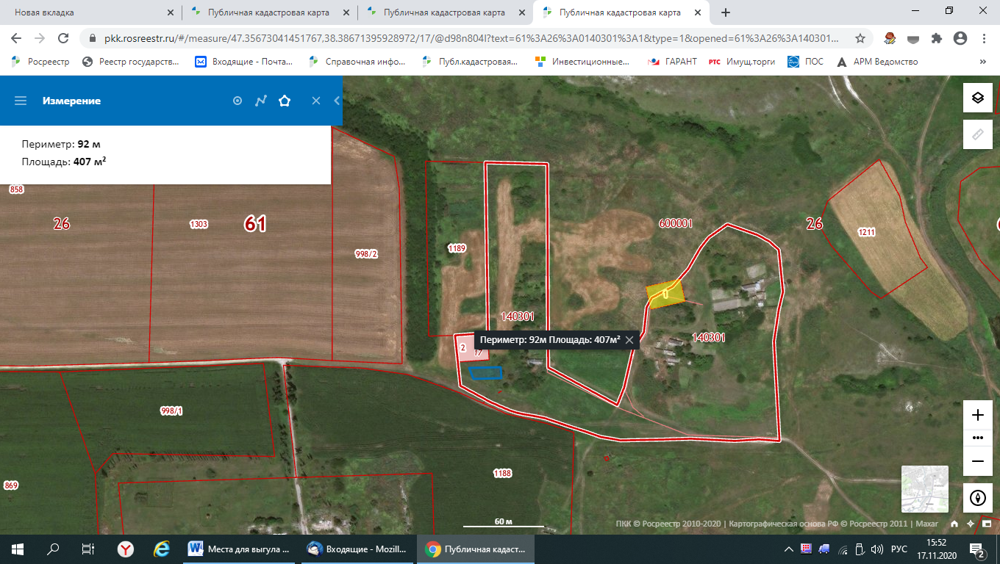 Новая вкладка
Публичная кадастровая карта
Публичная кадастровая карта
Публичная кадастровая карта
pkk.rosreestr.ru/#/measure/47.35673041451767,38.38671395928972/17/@d98n804l?text=61%3A26%3A0140301%3A1&type=1&opened=61%3A26%3A140301...
Росреестр
Реестр государств...
Входящие - Почта...
Справочная инфо...
Публ.кадастровая...
Инвестиционные...
ГАРАНТ
РТС Имущ.торги
ПОС
АРМ Ведомство
»
Измерение
Периметр: 92 м
Площадь: 407 м²
858
26
1303
61
998/2
1189
600001
26
1211
1
140301
140301
Периметр: 92м Площадь: 407м²
2
17
998/1
1188
869
60 м
ПКК © Росреестр 2010-2020 | Картографическая основа РФ © Росреестр 2011 | Maxar
Места для выгула ...
Входящие - Mozill...
Публичная кадаст...
РУС
15:52
17.11.2020
2